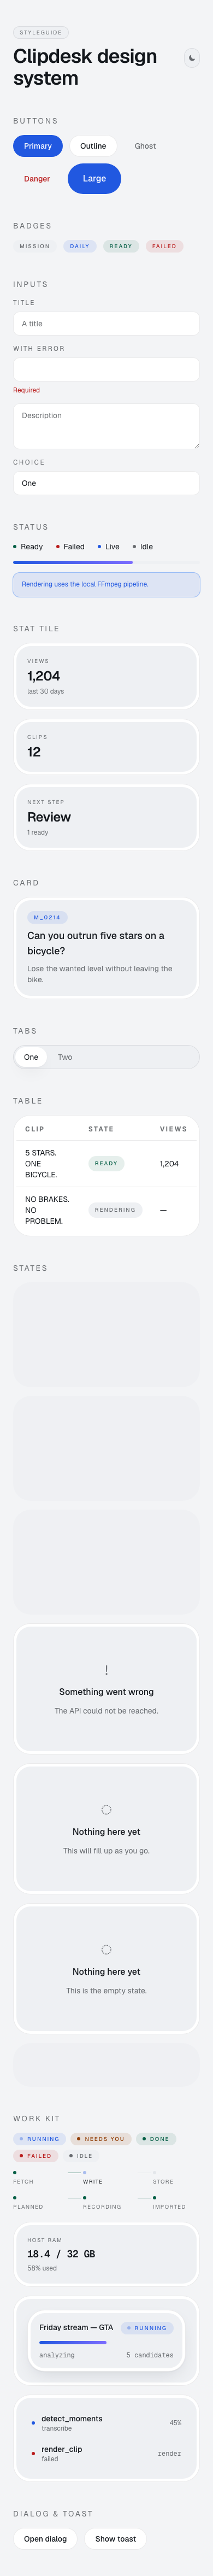 STYLEGUIDE
Clipdesk design
system
BUTTONS
Primary
Outline
Ghost
Danger
Large
BADGES
MISSION
DAILY
READY
FAILED
INPUTS
TITLE
A title
WITH ERROR
Required
Description
CHOICE
One
STATUS
Ready
Failed
Live
Idle
Rendering uses the local FFmpeg pipeline.
STAT TILE
VIEWS
1,204
last 30 days
CLIPS
12
NEXT STEP
Review
1 ready
CARD
M_0214
Can you outrun five stars on a
bicycle?
Lose the wanted level without leaving the
bike.
TABS
One
Two
TABLE
CLIP
STATE
VIEWS
5 STARS.
ONE
BICYCLE.
READY
1,204
NO BRAKES.
NO
PROBLEM.
RENDERING
—
STATES
!
Something went wrong
The API could not be reached.
Nothing here yet
This will fill up as you go.
Nothing here yet
This is the empty state.
WORK KIT
RUNNING
NEEDS YOU
DONE
FAILED
IDLE
FETCH
WRITE
STORE
PLANNED
RECORDING
IMPORTED
HOST RAM
18.4 / 32 GB
58% used
Friday stream — GTA
RUNNING
analyzing
5 candidates
detect_moments
transcribe
45%
render_clip
failed
render
DIALOG & TOAST
Open dialog
Show toast